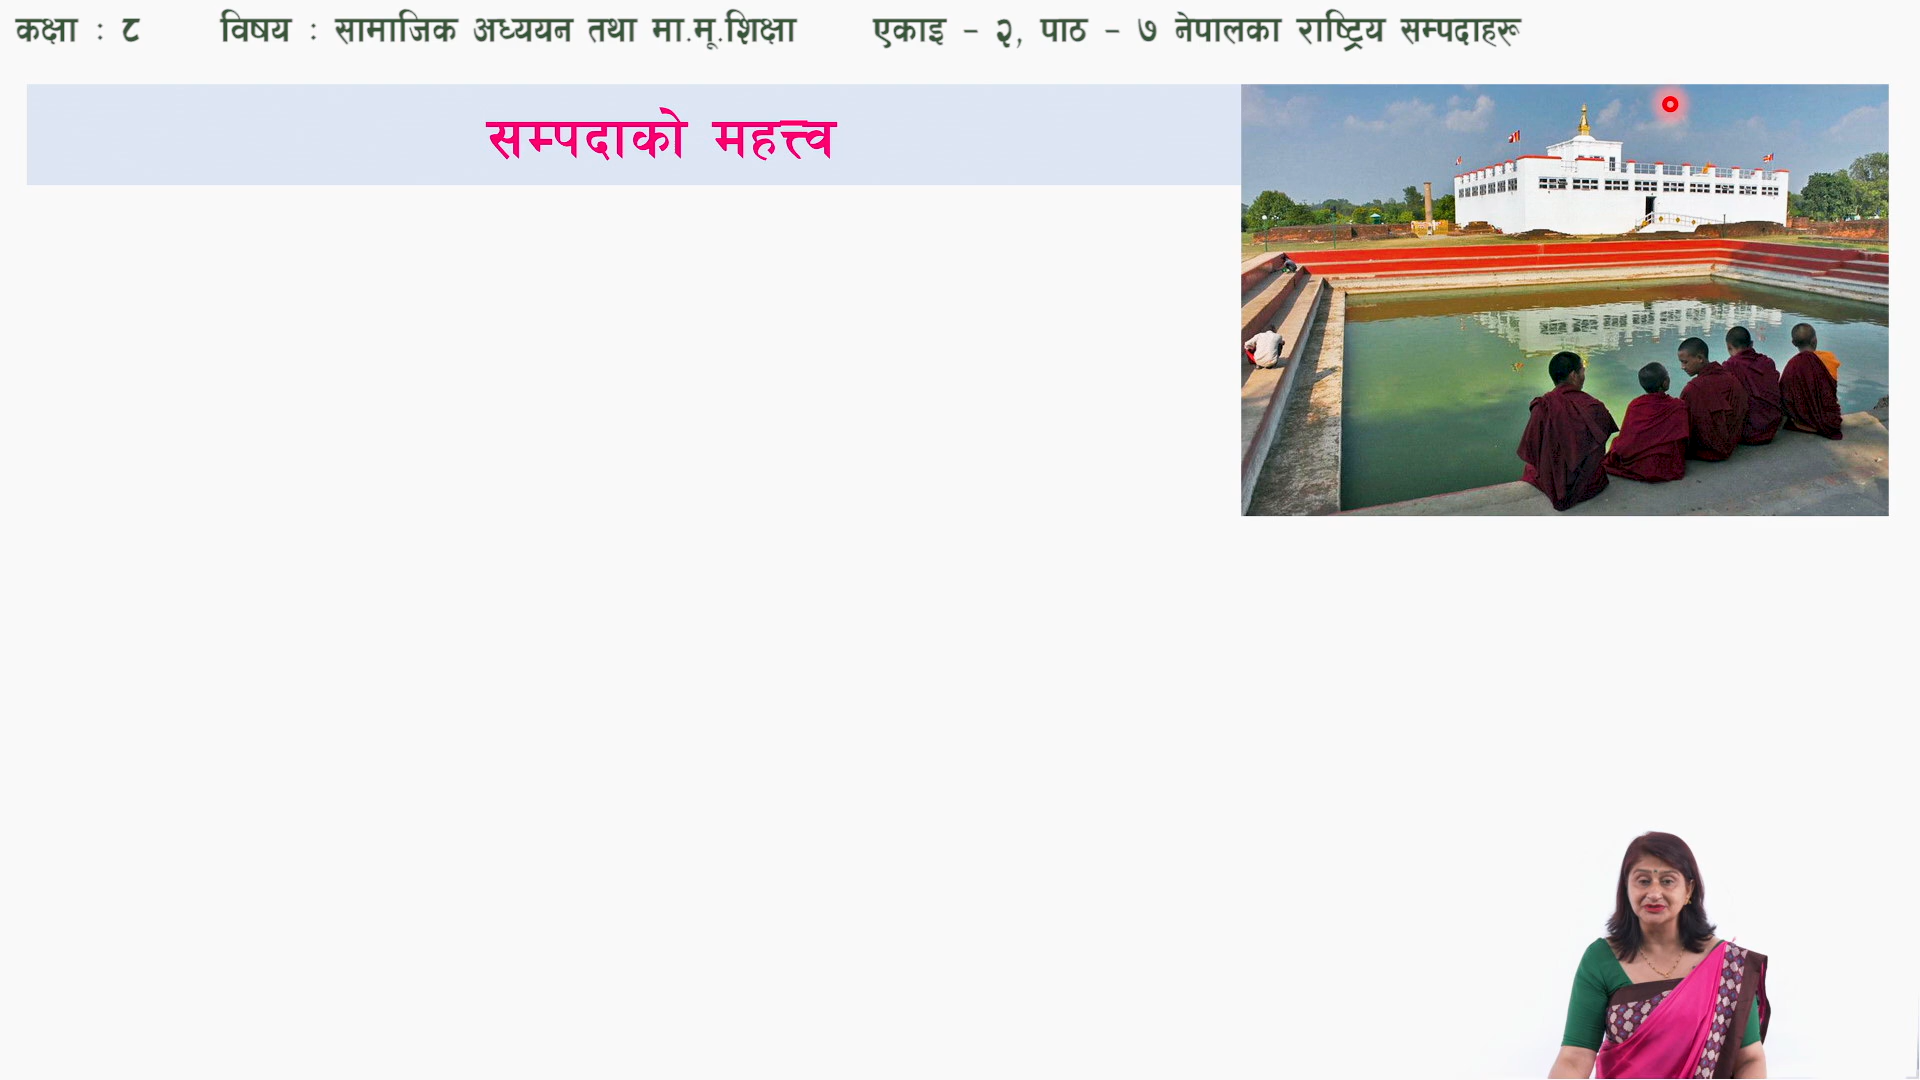 कक्षा : ८ विषय : सामाजिक अध्ययन तथा मा.मू.शिक्षा एकाइ - २, पाठ - ७ नेपालका राष्ट्रिय सम्पदाहरू
सम्पदाको महत्त्व